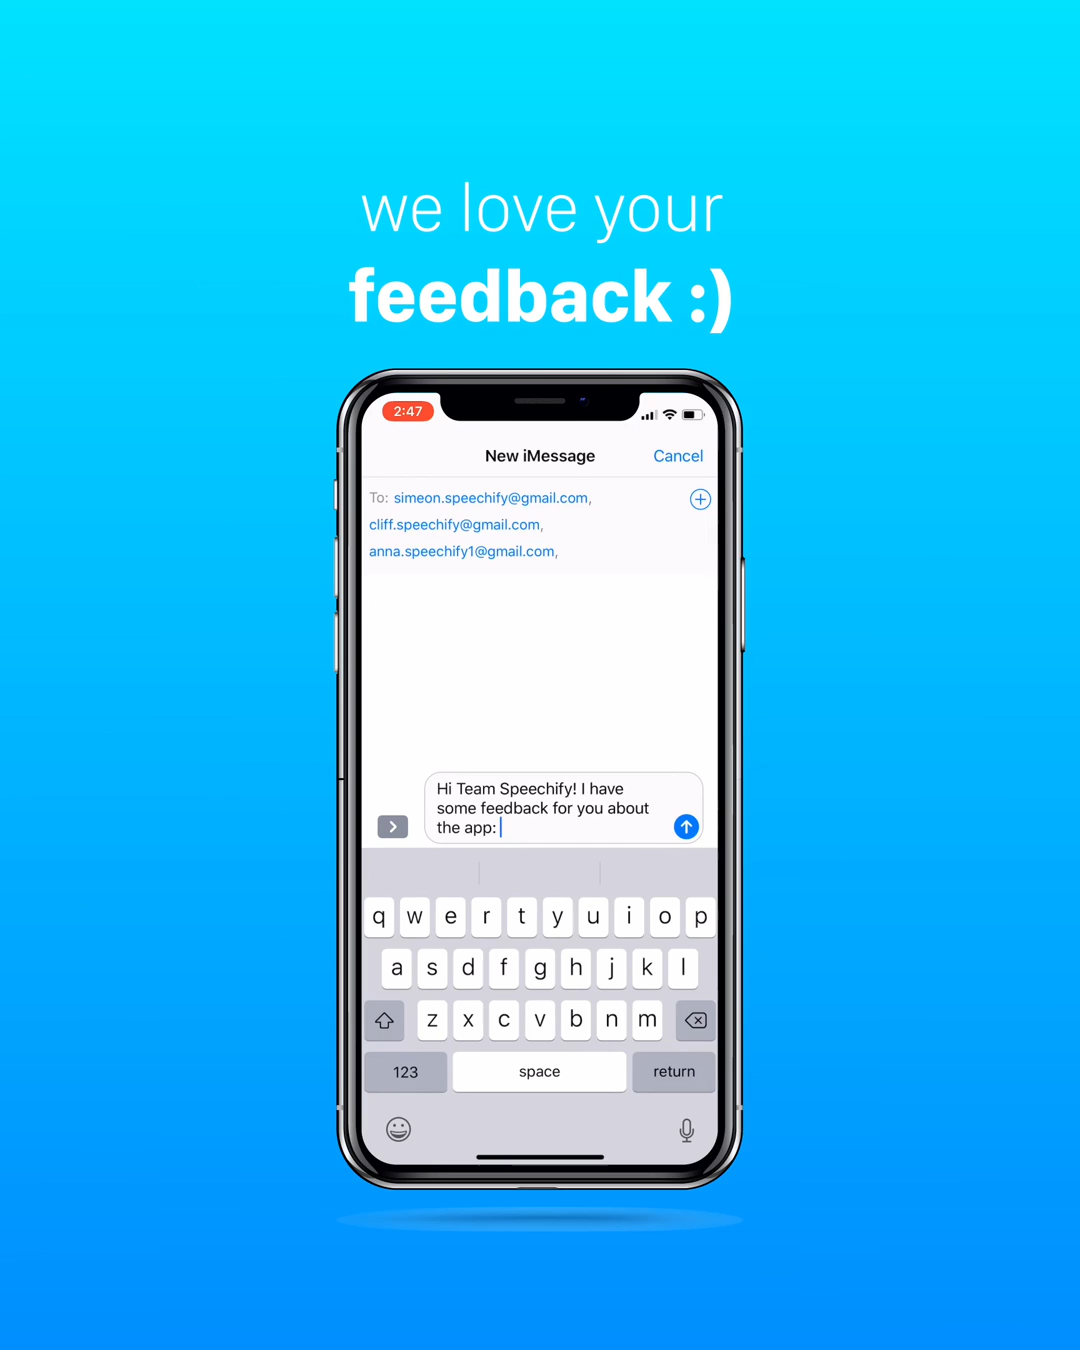 we love your
feedback :)
2:47
New iMessage Cancel
To: simeon.speechify@gmail.com,
cliff.speechify@gmail.com,
anna.speechify1@gmail.com,
Hi Team Speechify! I have
some feedback for you about
the app:
q w e r t y u i o p
a s d f g h j k l
z x c v b n m
123 space return